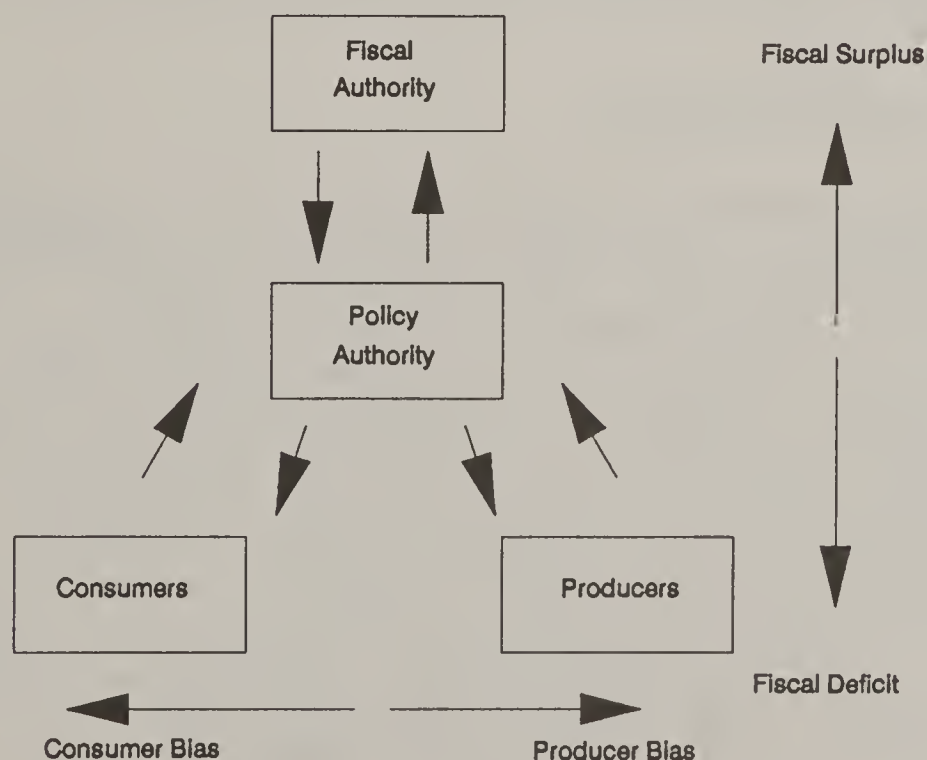 Fiscal
Authority
Fiscal Surplus
Policy
Authority
Consumers
Producers
Fiscal Deficit
Consumer Bias
Producer Bias